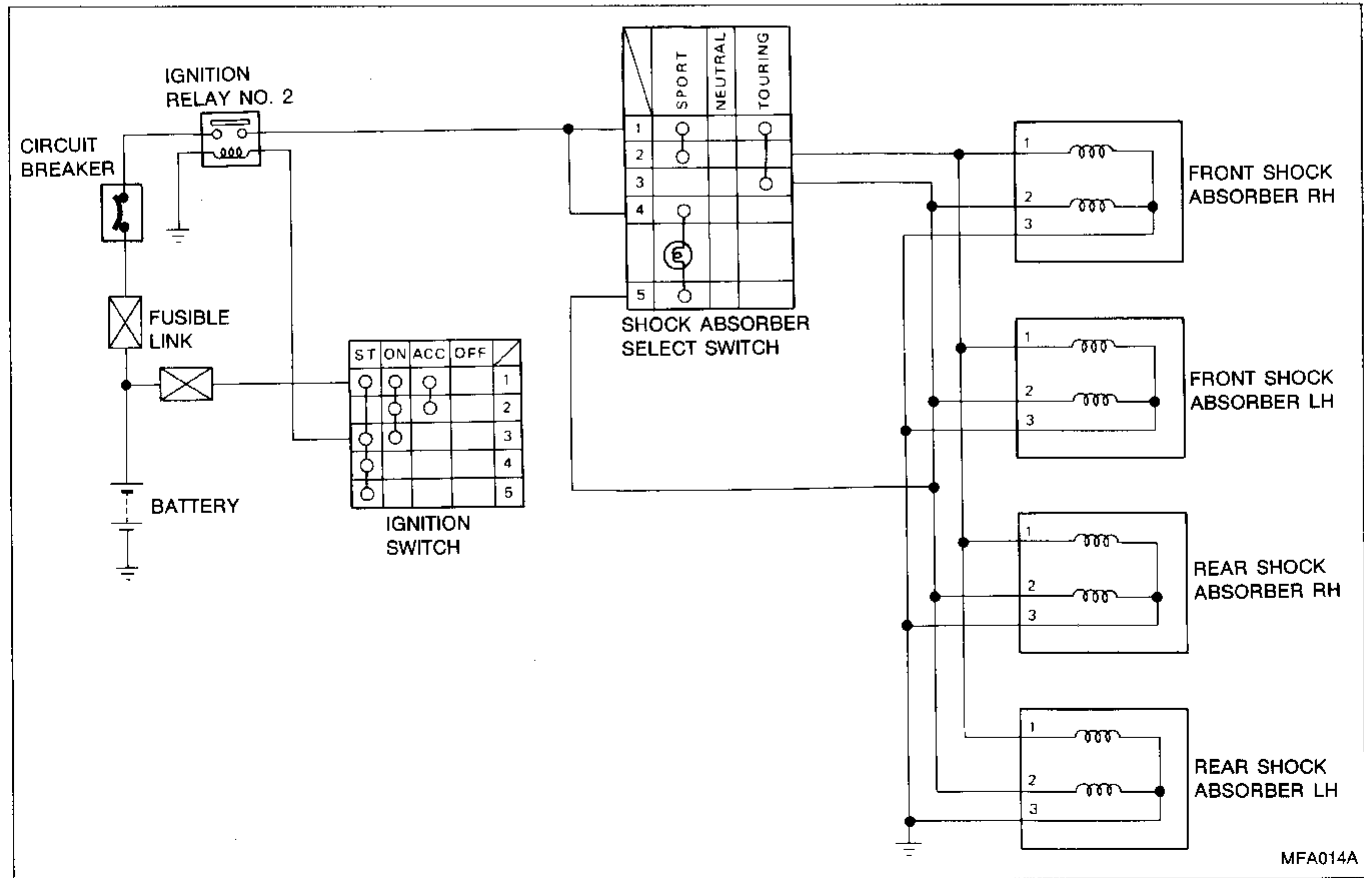 IGNITION
RELAY NO. 2
CIRCUIT
BREAKER
FUSIBLE
LINK
BATTERY
ST ON ACC OFF
1
2
3
4
5
IGNITION
SWITCH
SPORT
NEUTRAL
TOURING
1
2
3
4
5
SHOCK ABSORBER
SELECT SWITCH
1
2
3
FRONT SHOCK
ABSORBER RH
1
2
3
FRONT SHOCK
ABSORBER LH
1
2
3
REAR SHOCK
ABSORBER RH
1
2
3
REAR SHOCK
ABSORBER LH
MFA014A